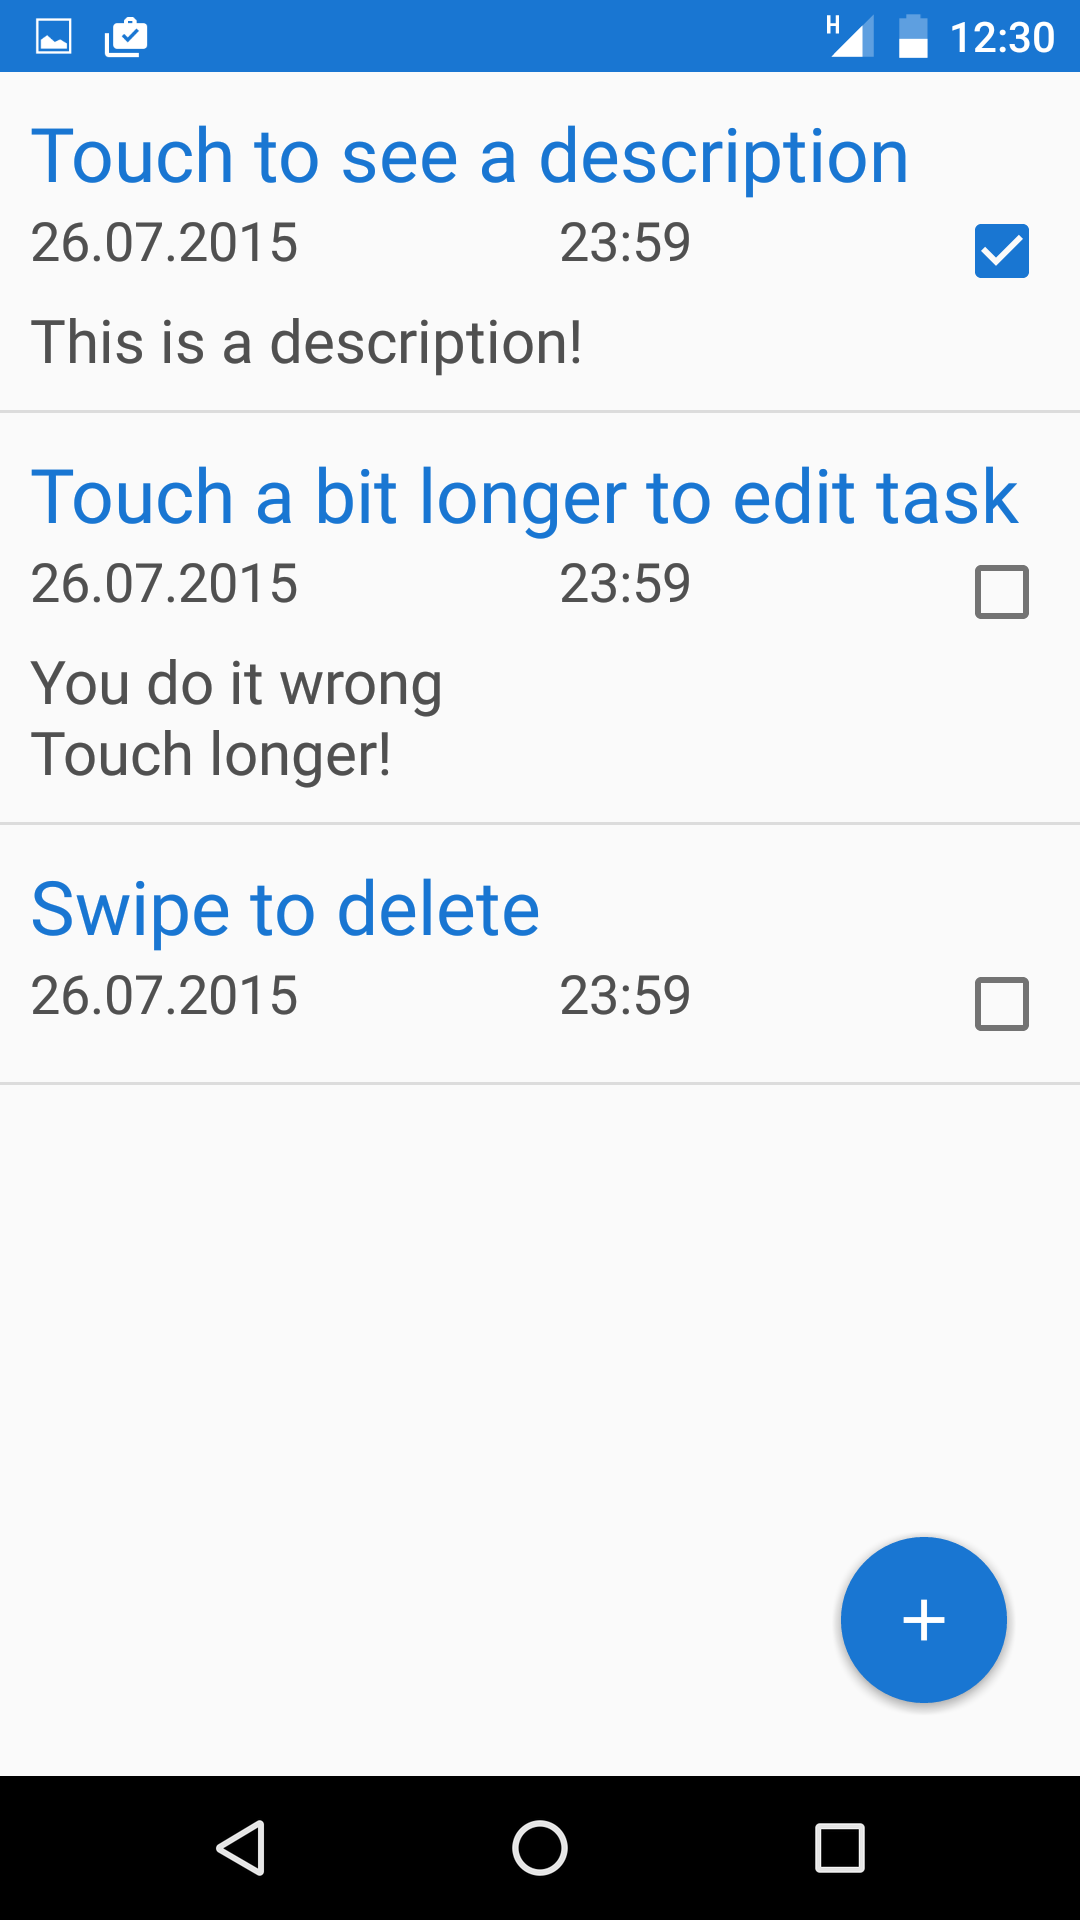 H 12:30
Touch to see a description
26.07.2015 23:59
This is a description!
Touch a bit longer to edit task
26.07.2015 23:59
You do it wrong
Touch longer!
Swipe to delete
26.07.2015 23:59